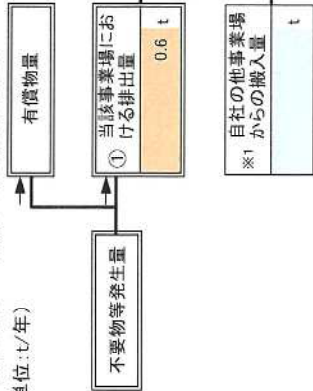 位:t/年)
不要物等発生量
有償物量
①
当該事業場にお
ける排出量
0.6 t
※1
自社の他事業場
からの搬入量
t